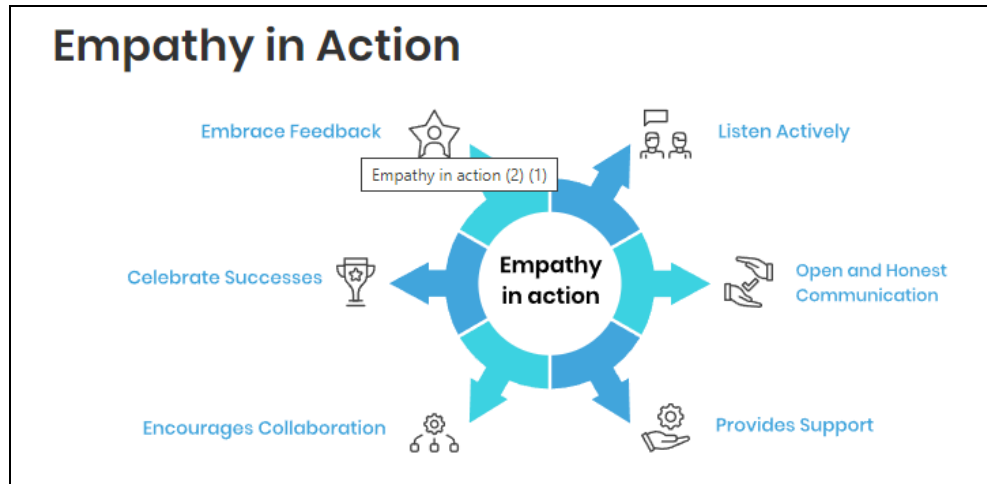 Empathy in Action
Embrace Feedback
Listen Actively
Empathy in action (2) (1)
Celebrate Successes
Empathy
in action
Open and Honest
Communication
Encourages Collaboration
Provides Support